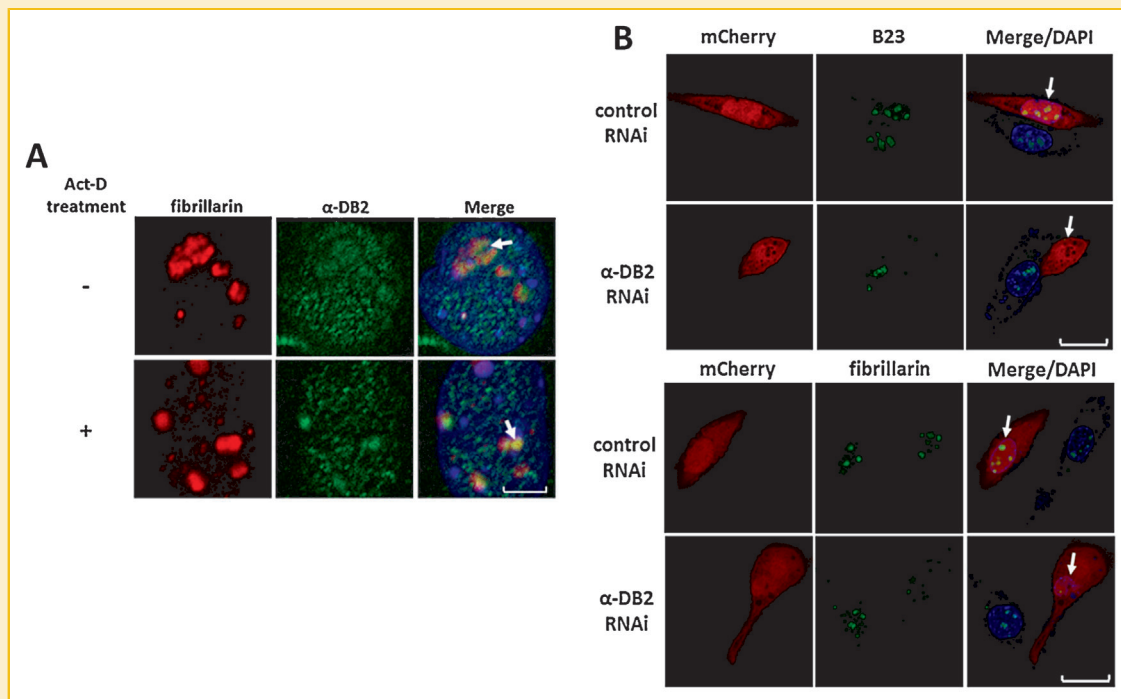 A
Act-D
treatment
fibrillarin
α-DB2
Merge
-
+
B
mCherry
B23
Merge/DAPI
control
RNAi
α-DB2
RNAi
mCherry
fibrillarin
Merge/DAPI
control
RNAi
α-DB2
RNAi